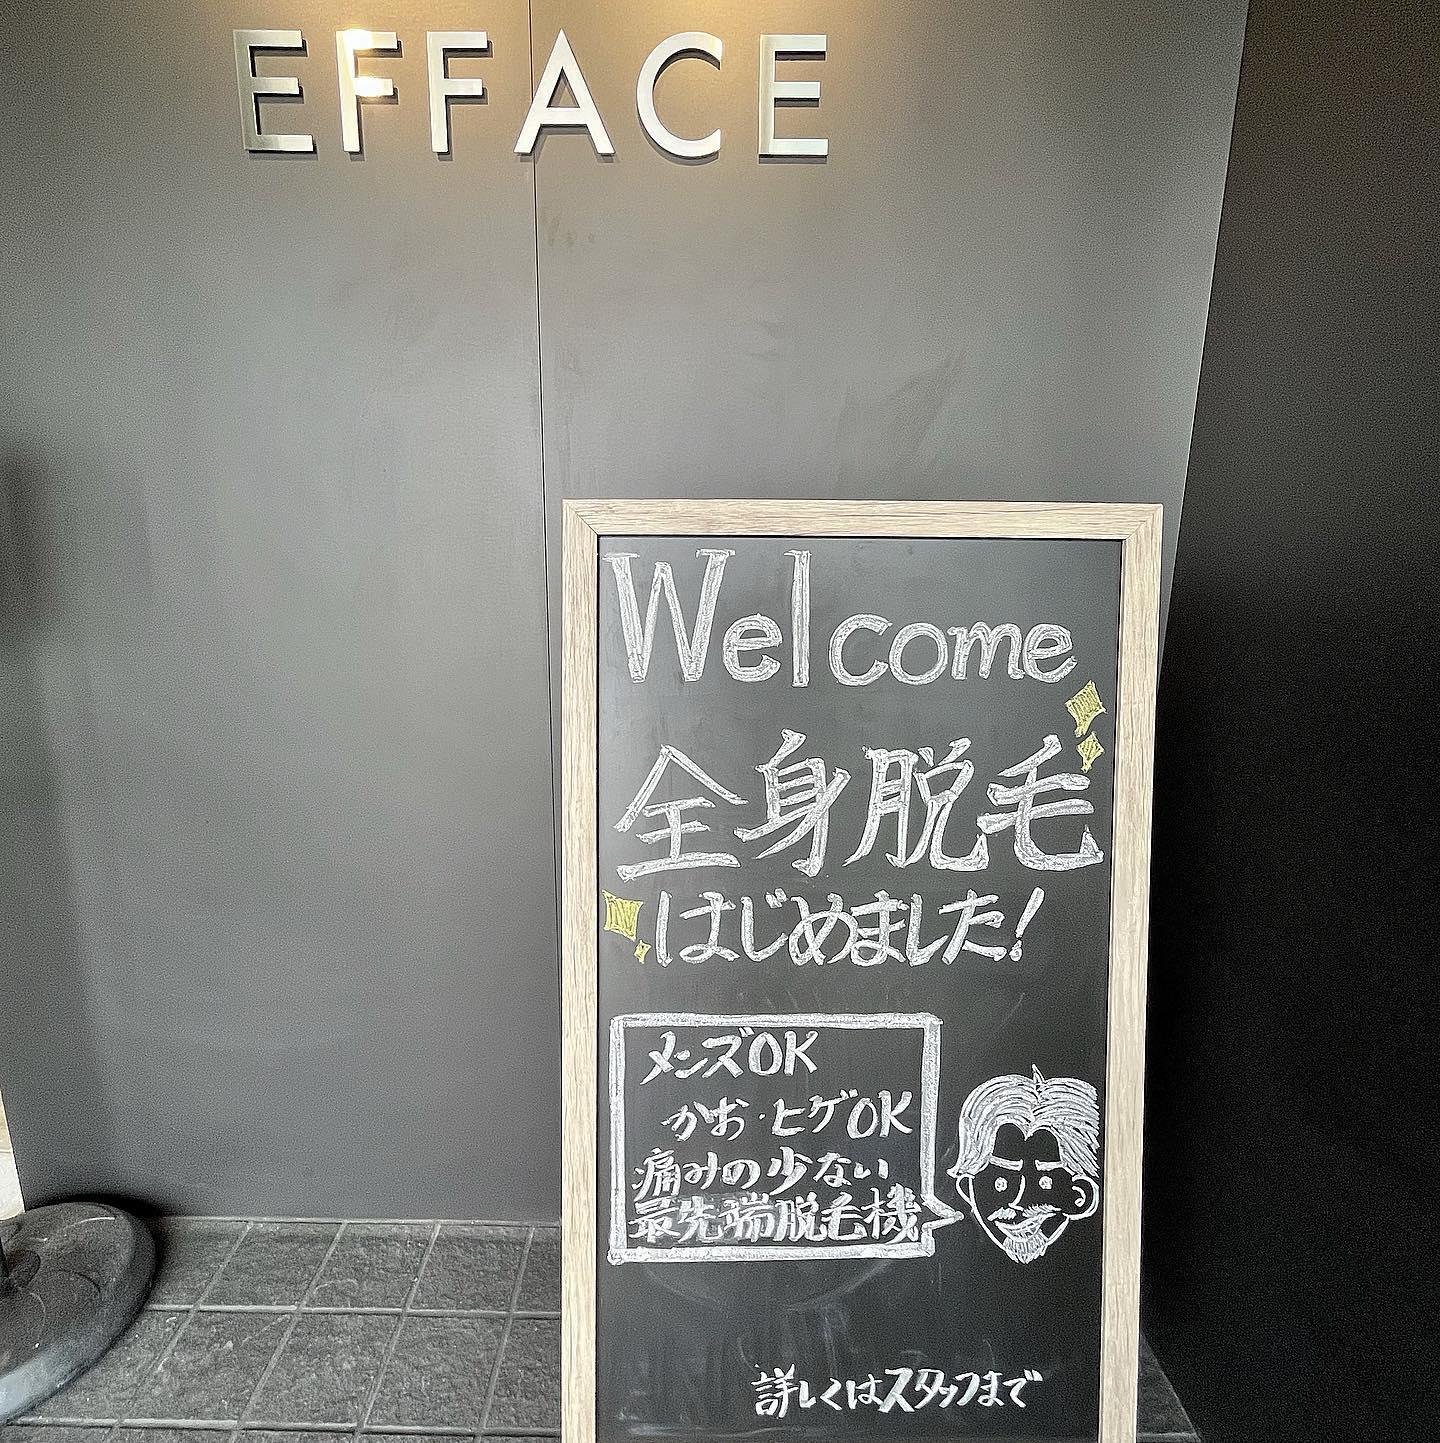 EFFACE
Welcome
全身脱毛
はじめました!
メンズOK
かお・ヒゲOK
痛みの少ない
最先端脱毛機
詳しくはスタッフまで